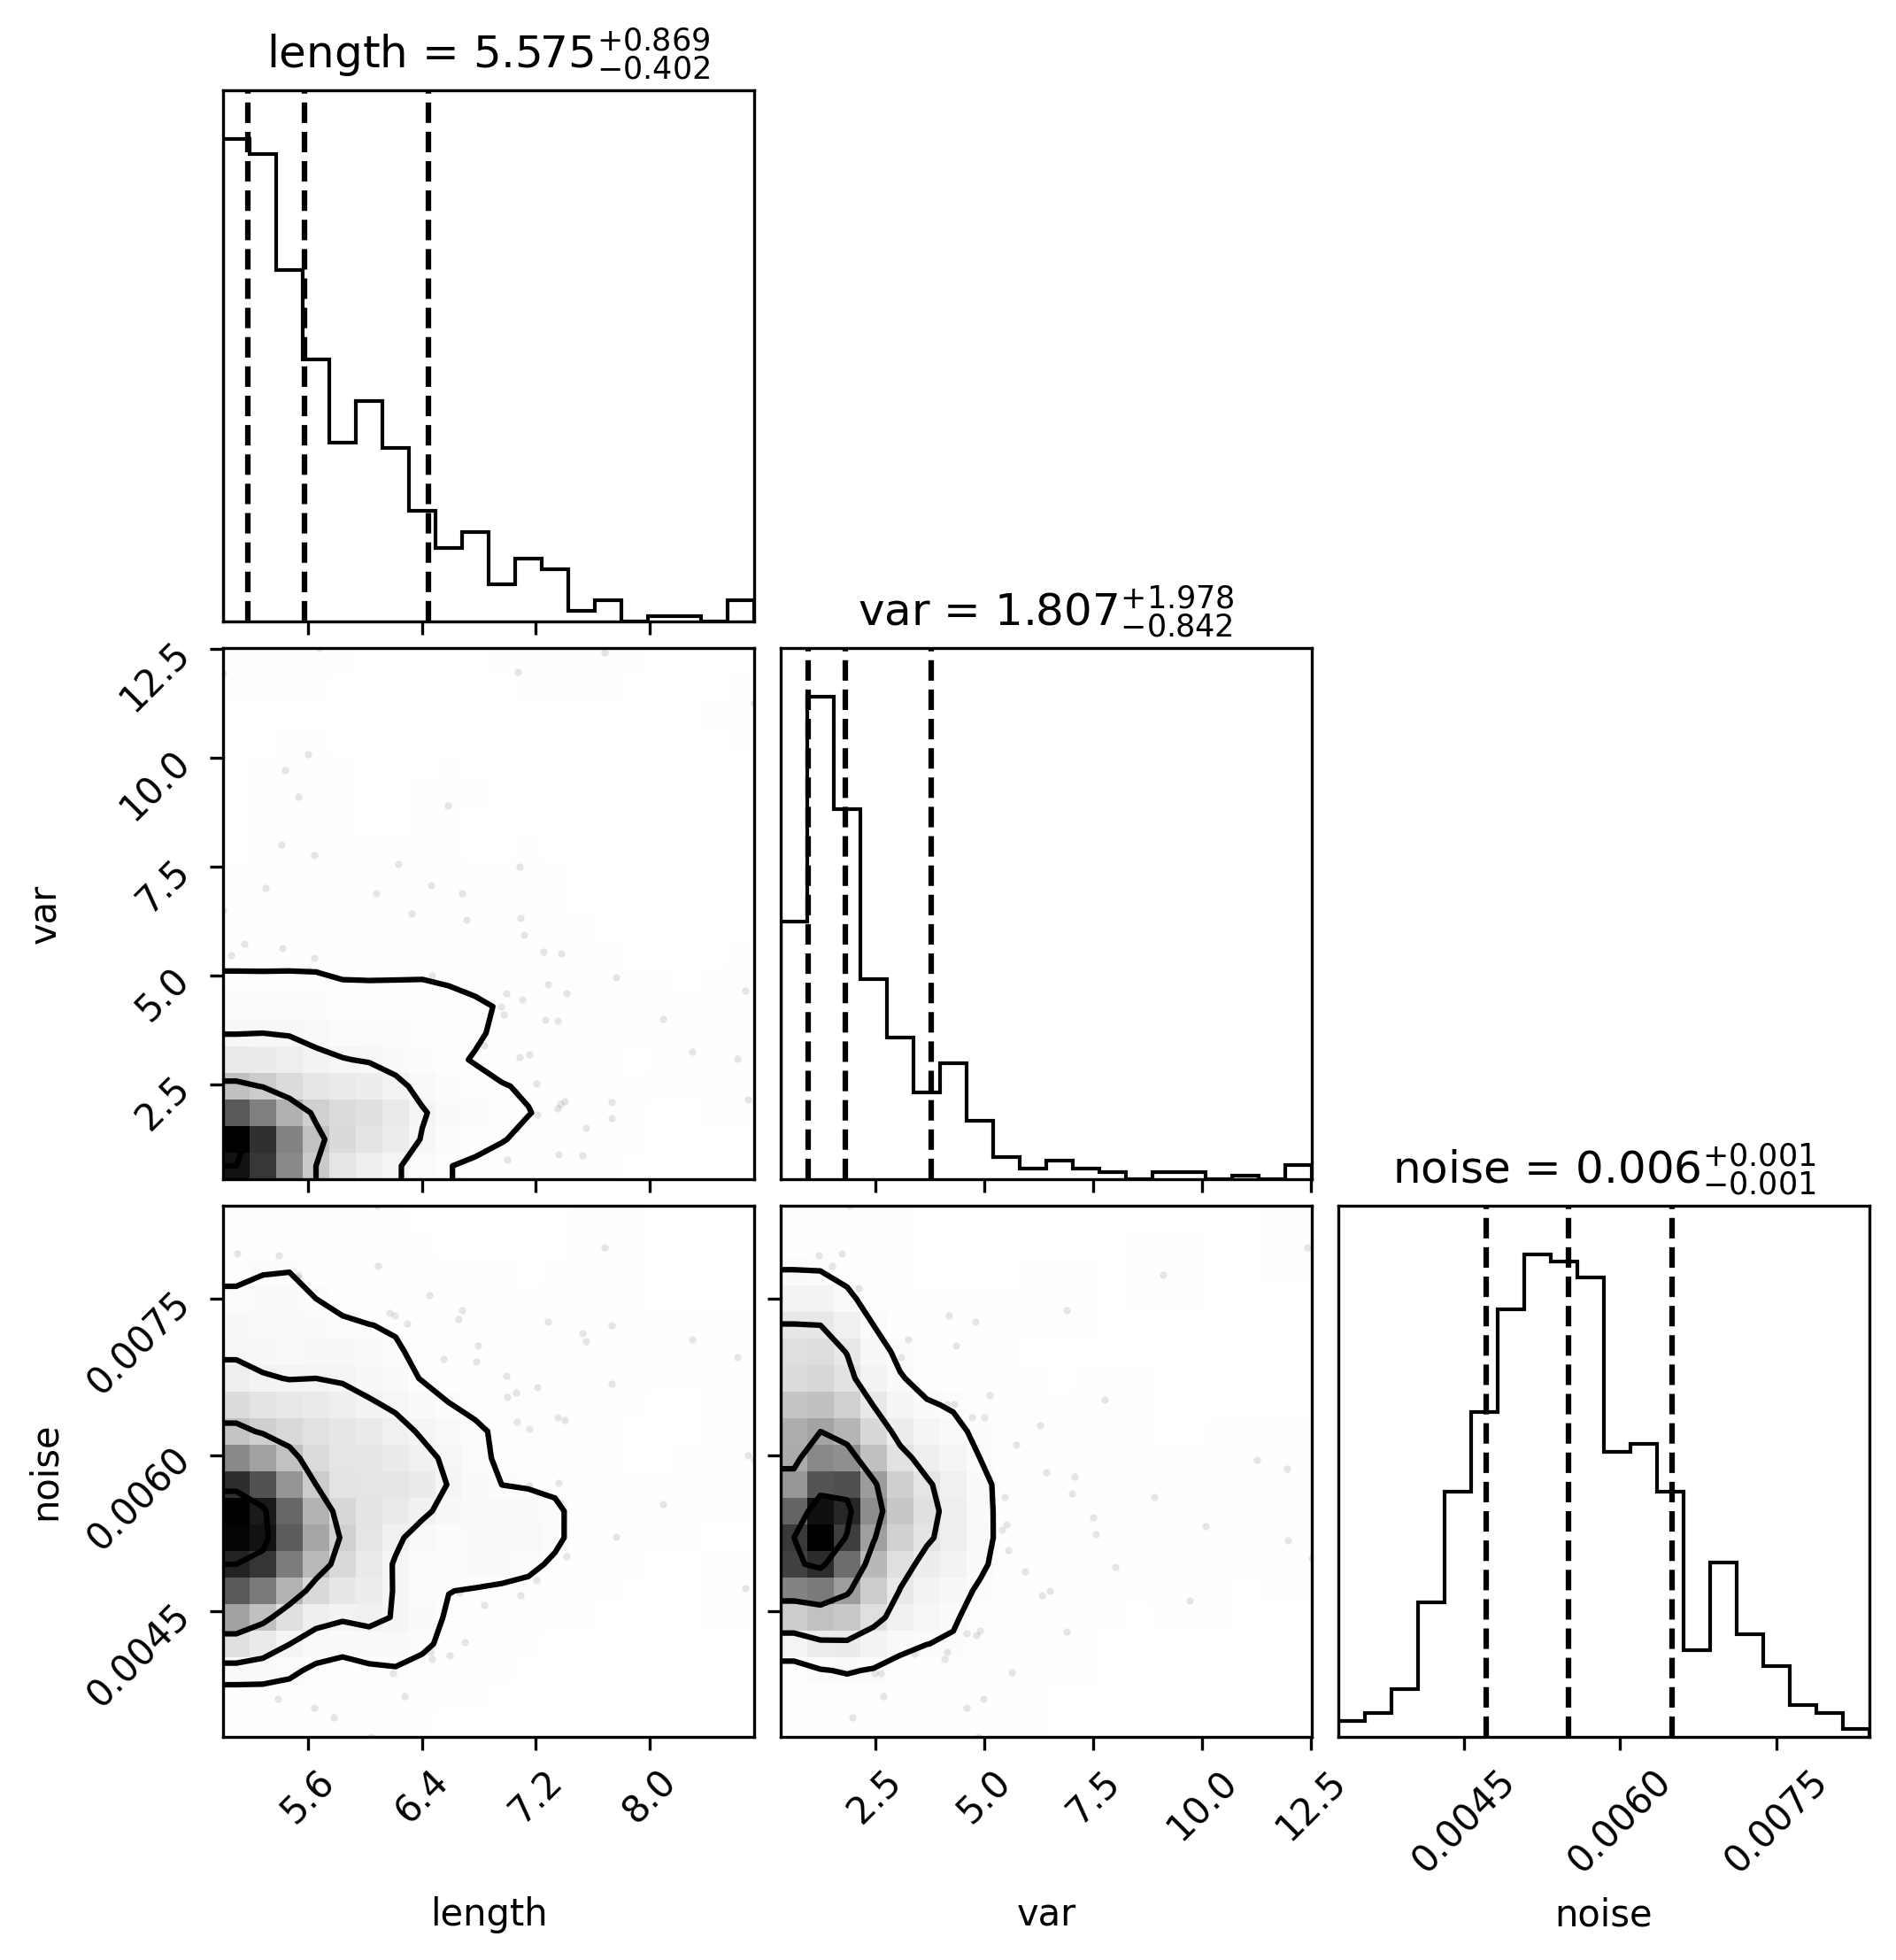 length = 5.575 +0.869 −0.402
var = 1.807 +1.978 −0.842
12.5
10.0
7.5
5.0
2.5
var
noise = 0.006 +0.001 −0.001
0.0075
0.0060
0.0045
noise
5.6 6.4 7.2 8.0
2.5 5.0 7.5 10.0 12.5
0.0045 0.0060 0.0075
length var noise